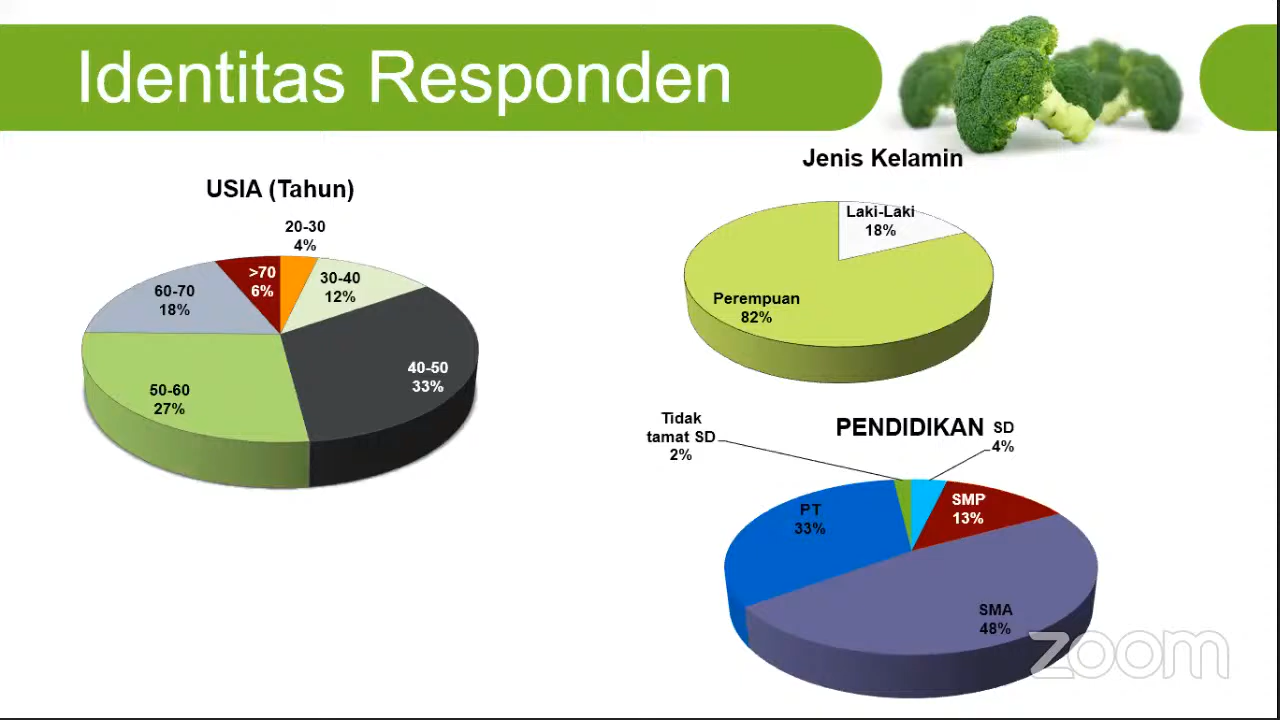 Identitas Responden
USIA (Tahun)
20-30
4%
30-40
12%
40-50
33%
50-60
27%
60-70
18%
>70
6%
Jenis Kelamin
Laki-Laki
18%
Perempuan
82%
PENDIDIKAN
Tidak
tamat SD
2%
SD
4%
SMP
13%
SMA
48%
PT
33%
zoom